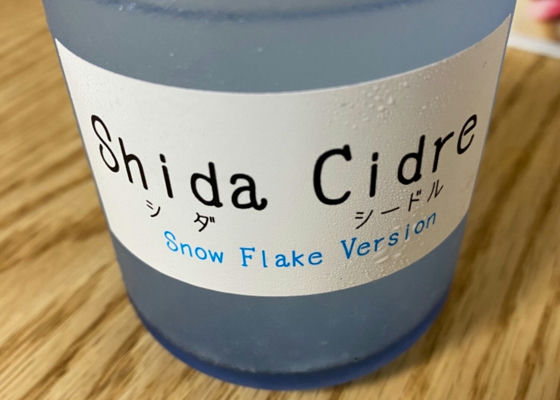 Shida Cidre
シダ シードル
Snow Flake Version